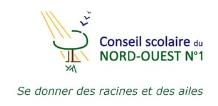 Conseil scolaire du
NORD-OUEST N°1
Se donner des racines et des ailes